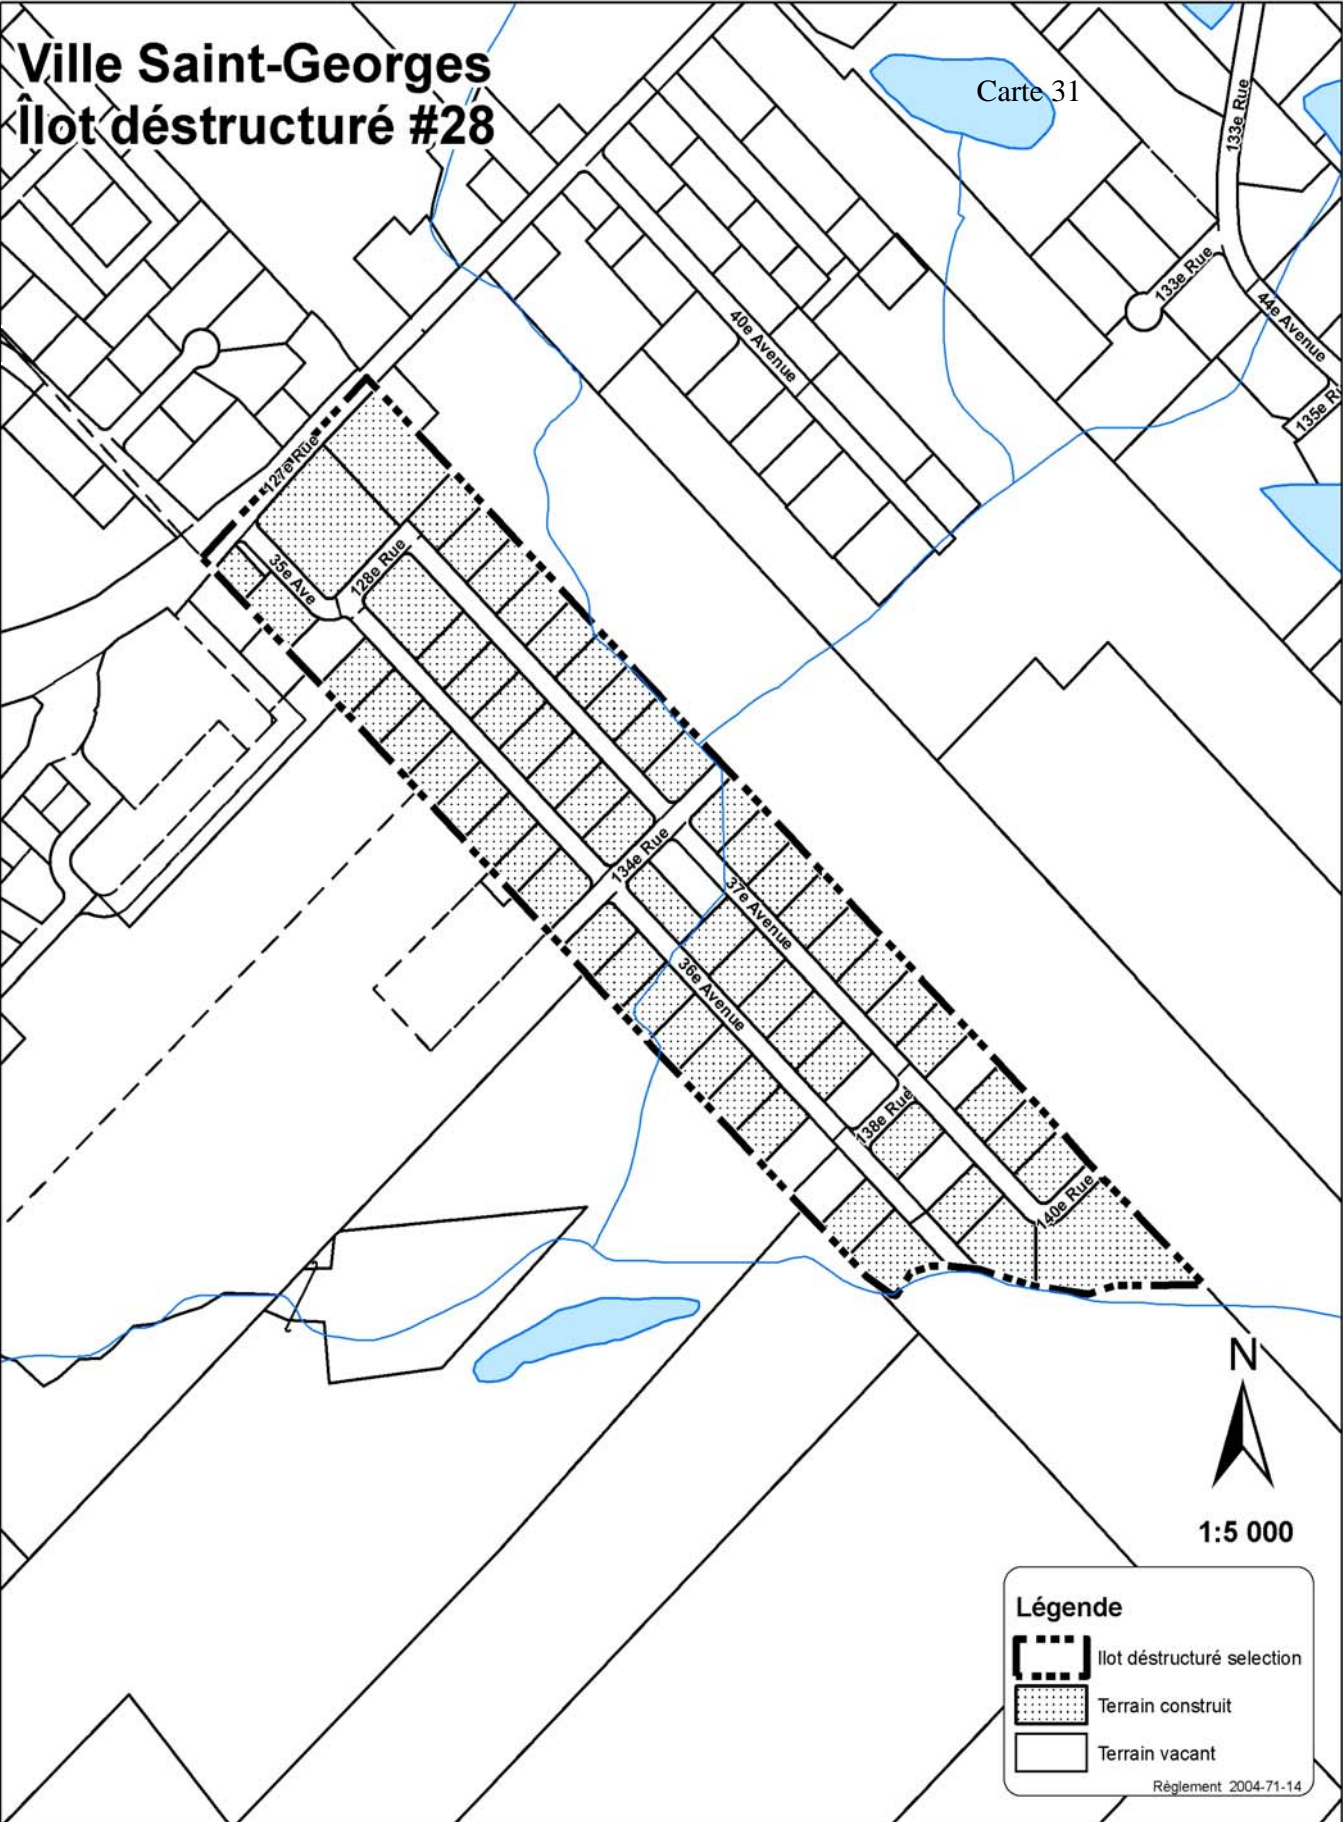 Ville Saint-Georges
Îlot déstructuré #28
Carte 31
133e Rue
133e Rue
44e Avenue
40e Avenue
127e Rue
35e Ave
128e Rue
134e Rue
37e Avenue
36e Avenue
138e Rue
140e Rue
N
1:5 000
Légende
Ilot déstructuré selection
Terrain construit
Terrain vacant
Règlement 2004-71-14